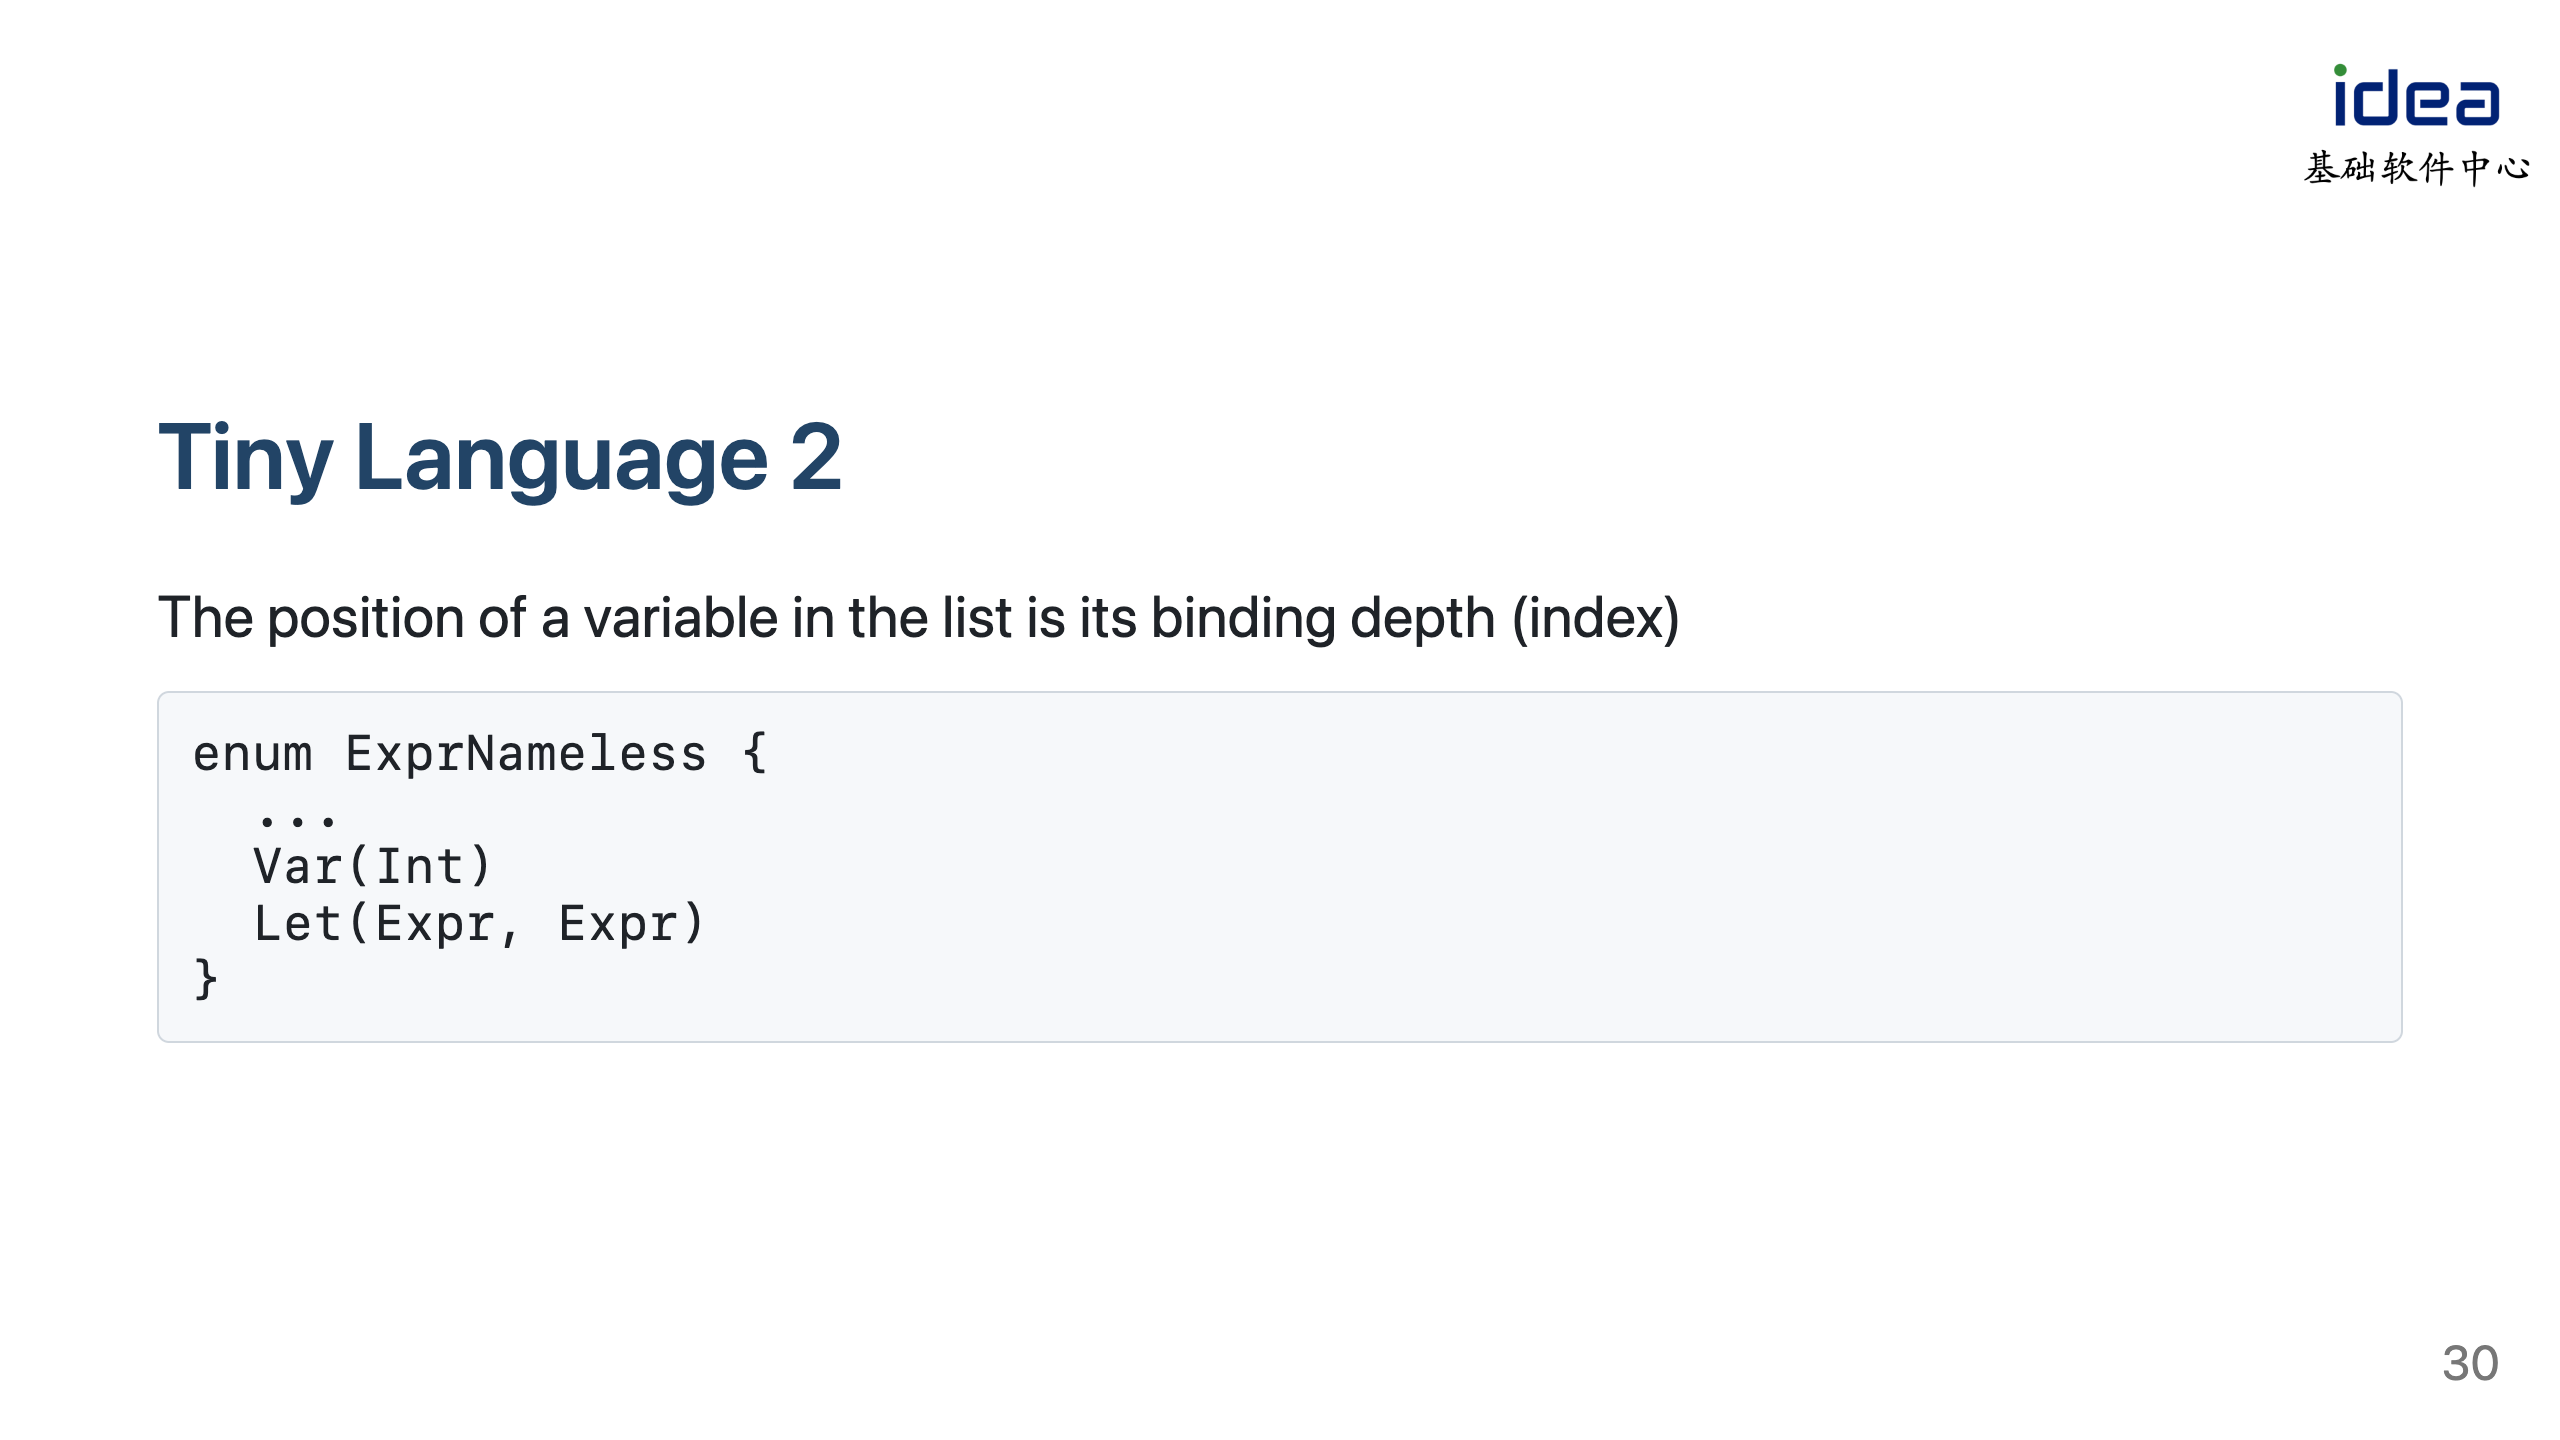 idea
基础软件中心
Tiny Language 2
The position of a variable in the list is its binding depth (index)
enum ExprNameless {
  ...
  Var(Int)
  Let(Expr, Expr)
}
30